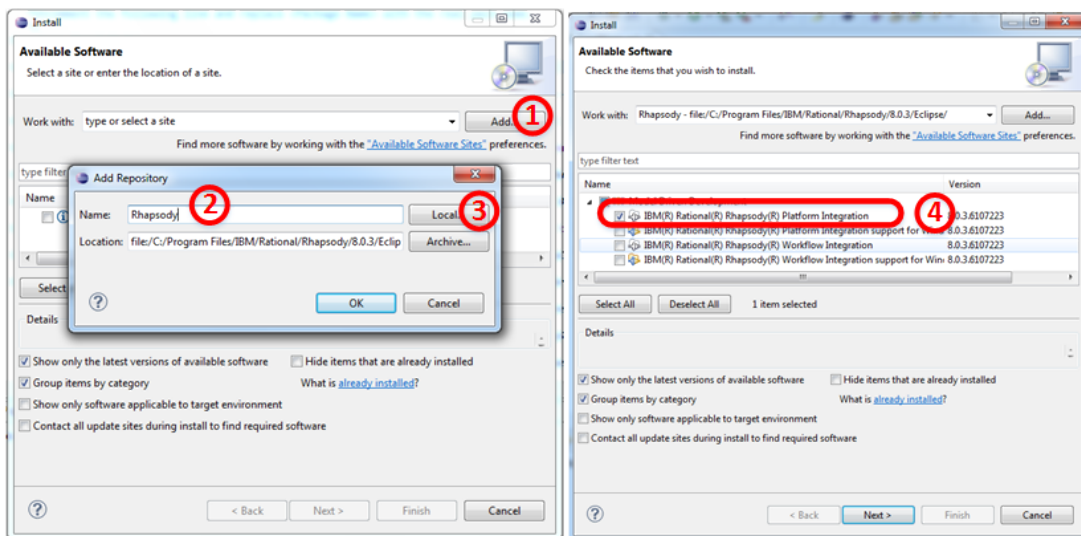 Install
Available Software
Select a site or enter the location of a site.
Work with: type or select a site Add... 1
Find more software by working with the "Available Software Sites" preferences.
type filter
Name
Add Repository
Name: Rhapsody 2 Local... 3
Location: file:/C:/Program Files/IBM/Rational/Rhapsody/8.0.3/Eclip Archive...
? OK Cancel
Select
Details
Show only the latest versions of available software Hide items that are already installed
Group items by category What is already installed?
Show only software applicable to target environment
Contact all update sites during install to find required software
? < Back Next > Finish Cancel
Install
Available Software
Check the items that you wish to install.
Work with: Rhapsody - file:/C:/Program Files/IBM/Rational/Rhapsody/8.0.3/Eclipse/ Add...
Find more software by working with the "Available Software Sites" preferences.
type filter text
Name Version
IBM(R) Rational(R) Rhapsody(R) Platform Integration 4 8.0.3.6107223
IBM(R) Rational(R) Rhapsody(R) Platform Integration support for Win 8.0.3.6107223
IBM(R) Rational(R) Rhapsody(R) Workflow Integration 8.0.3.6107223
IBM(R) Rational(R) Rhapsody(R) Workflow Integration support for Win 8.0.3.6107223
Select All Deselect All 1 item selected
Details
Show only the latest versions of available software Hide items that are already installed
Group items by category What is already installed?
Show only software applicable to target environment
Contact all update sites during install to find required software
? < Back Next > Finish Cancel